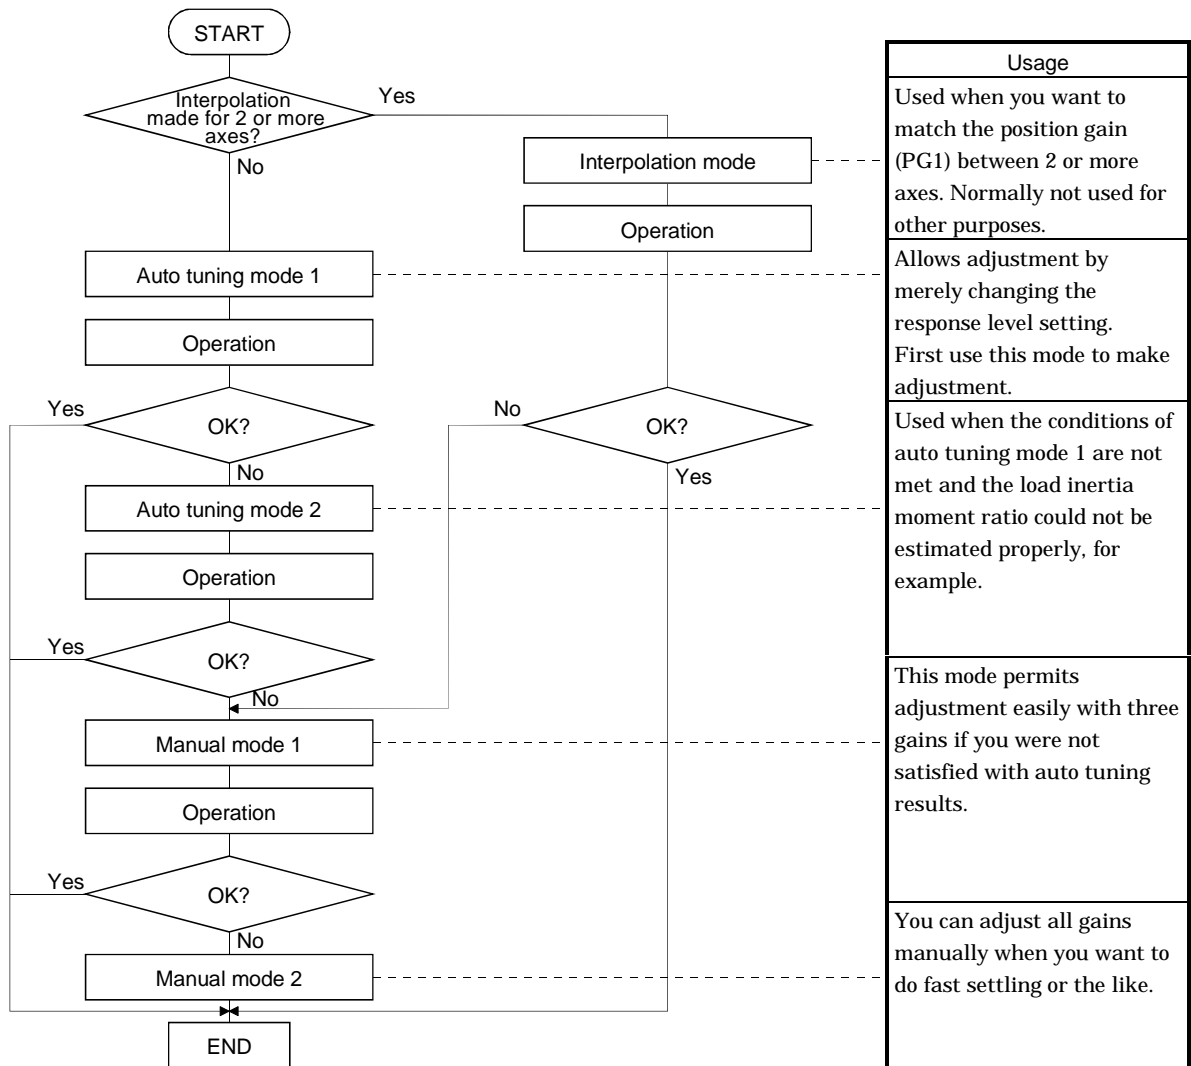 START
Interpolation
made for 2 or more
axes?
Yes
No
Interpolation mode
Operation
Auto tuning mode 1
Operation
Yes
OK?
No
No
OK?
Yes
Auto tuning mode 2
Operation
Yes
OK?
No
Manual mode 1
Operation
Yes
OK?
No
Manual mode 2
END
Usage
Used when you want to
match the position gain
(PG1) between 2 or more
axes. Normally not used for
other purposes.
Allows adjustment by
merely changing the
response level setting.
First use this mode to make
adjustment.
Used when the conditions of
auto tuning mode 1 are not
met and the load inertia
moment ratio could not be
estimated properly, for
example.
This mode permits
adjustment easily with three
gains if you were not
satisfied with auto tuning
results.
You can adjust all gains
manually when you want to
do fast settling or the like.